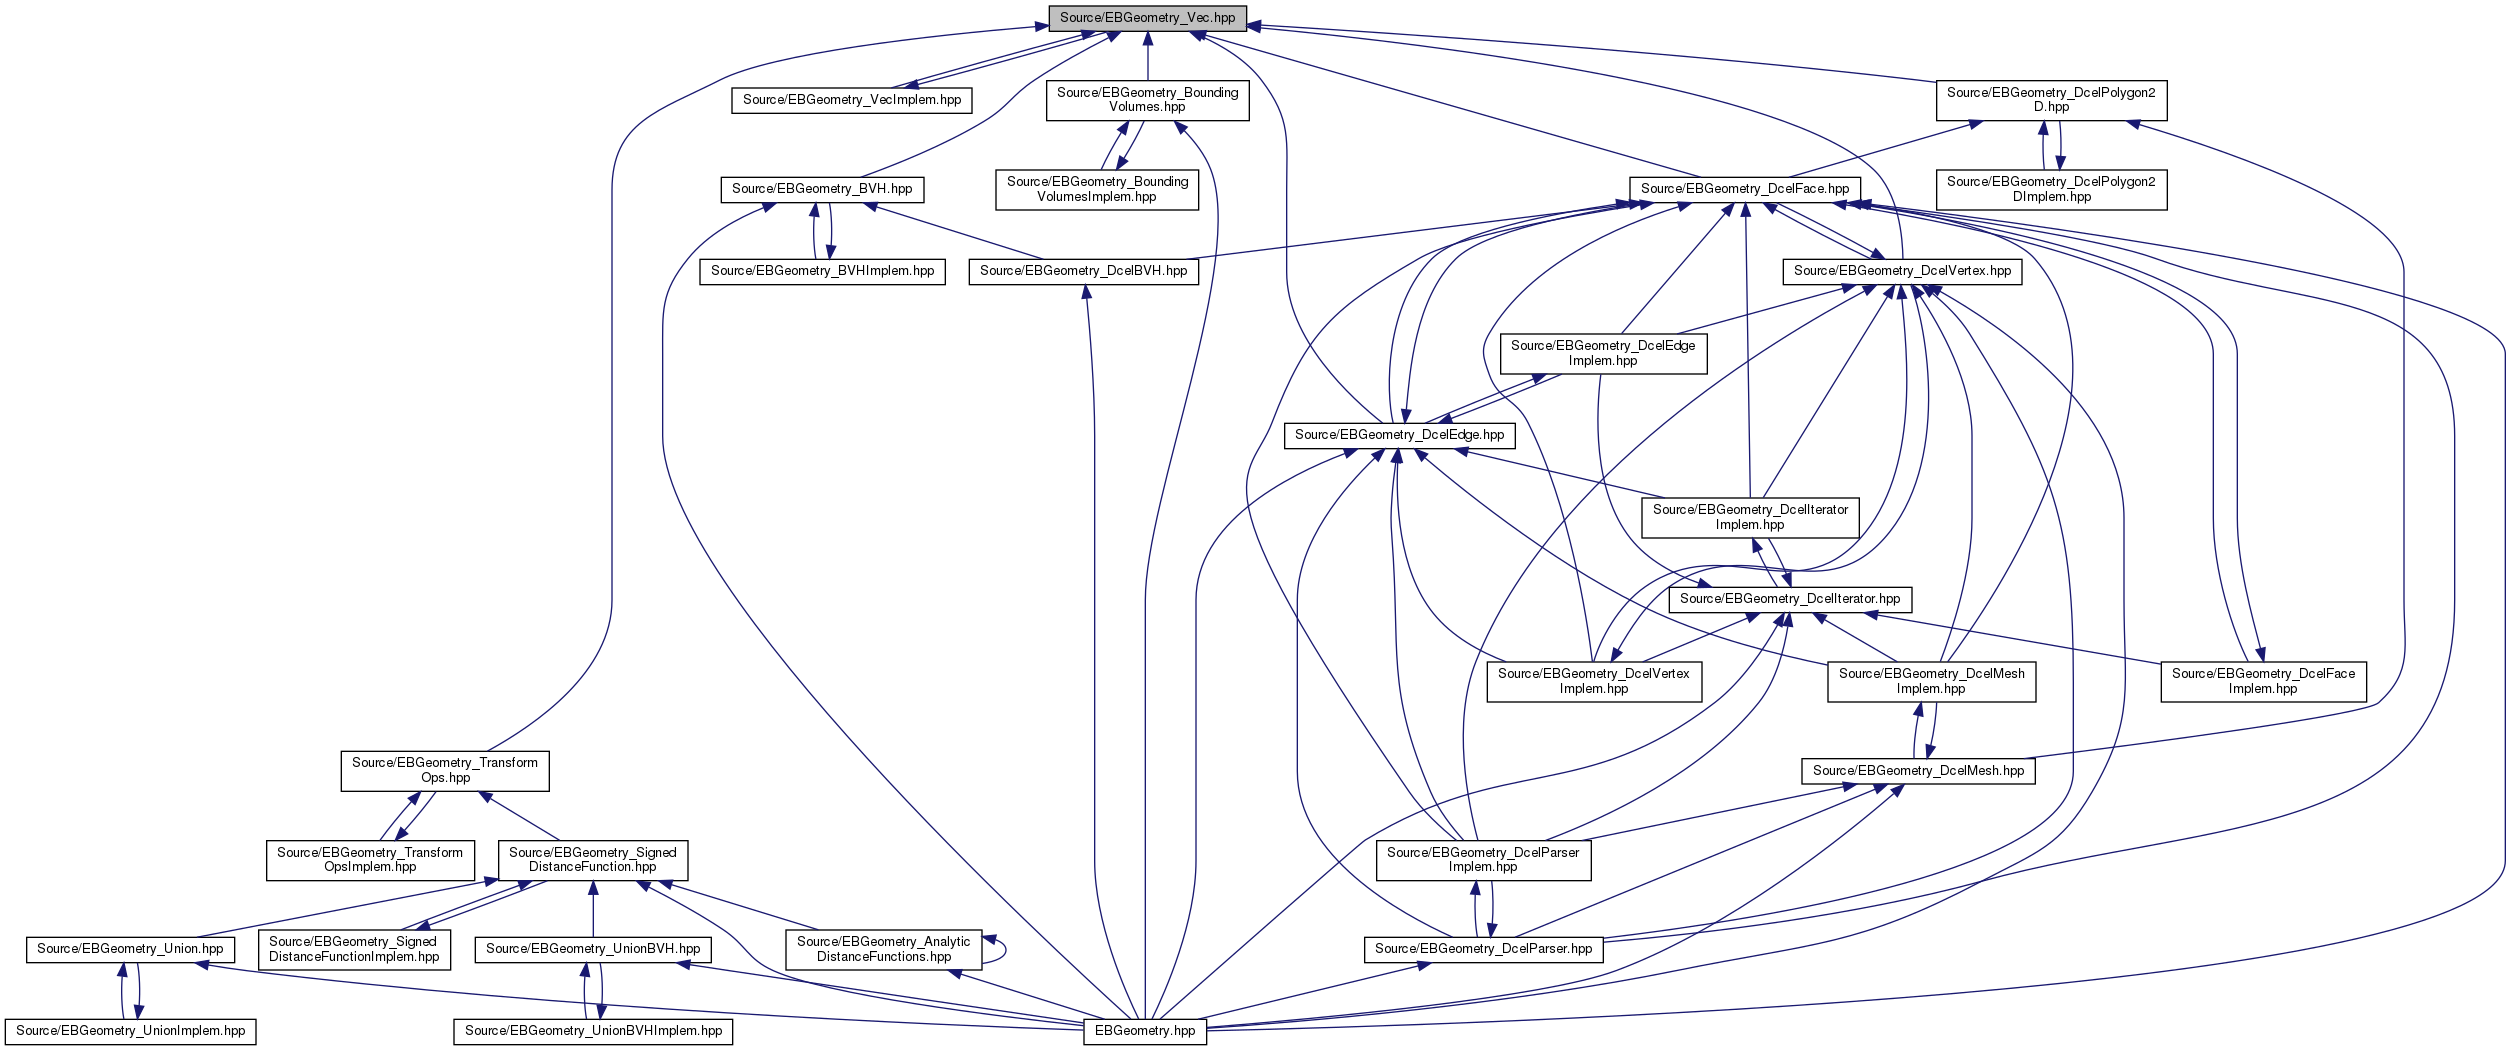 Source/EBGeometry_Vec.hpp
Source/EBGeometry_VecImplem.hpp
Source/EBGeometry_Bounding
Volumes.hpp
Source/EBGeometry_DcelPolygon2
D.hpp
Source/EBGeometry_BVH.hpp
Source/EBGeometry_Bounding
VolumesImplem.hpp
Source/EBGeometry_DcelFace.hpp
Source/EBGeometry_DcelPolygon2
DImplem.hpp
Source/EBGeometry_BVHImplem.hpp
Source/EBGeometry_DcelBVH.hpp
Source/EBGeometry_DcelVertex.hpp
Source/EBGeometry_DcelEdge
Implem.hpp
Source/EBGeometry_DcelEdge.hpp
Source/EBGeometry_DcelIterator
Implem.hpp
Source/EBGeometry_DcelIterator.hpp
Source/EBGeometry_DcelVertex
Implem.hpp
Source/EBGeometry_DcelMesh
Implem.hpp
Source/EBGeometry_DcelFace
Implem.hpp
Source/EBGeometry_Transform
Ops.hpp
Source/EBGeometry_DcelMesh.hpp
Source/EBGeometry_Transform
OpsImplem.hpp
Source/EBGeometry_Signed
DistanceFunction.hpp
Source/EBGeometry_DcelParser
Implem.hpp
Source/EBGeometry_Union.hpp
Source/EBGeometry_Signed
DistanceFunctionImplem.hpp
Source/EBGeometry_UnionBVH.hpp
Source/EBGeometry_Analytic
DistanceFunctions.hpp
Source/EBGeometry_DcelParser.hpp
Source/EBGeometry_UnionImplem.hpp
Source/EBGeometry_UnionBVHImplem.hpp
EBGeometry.hpp